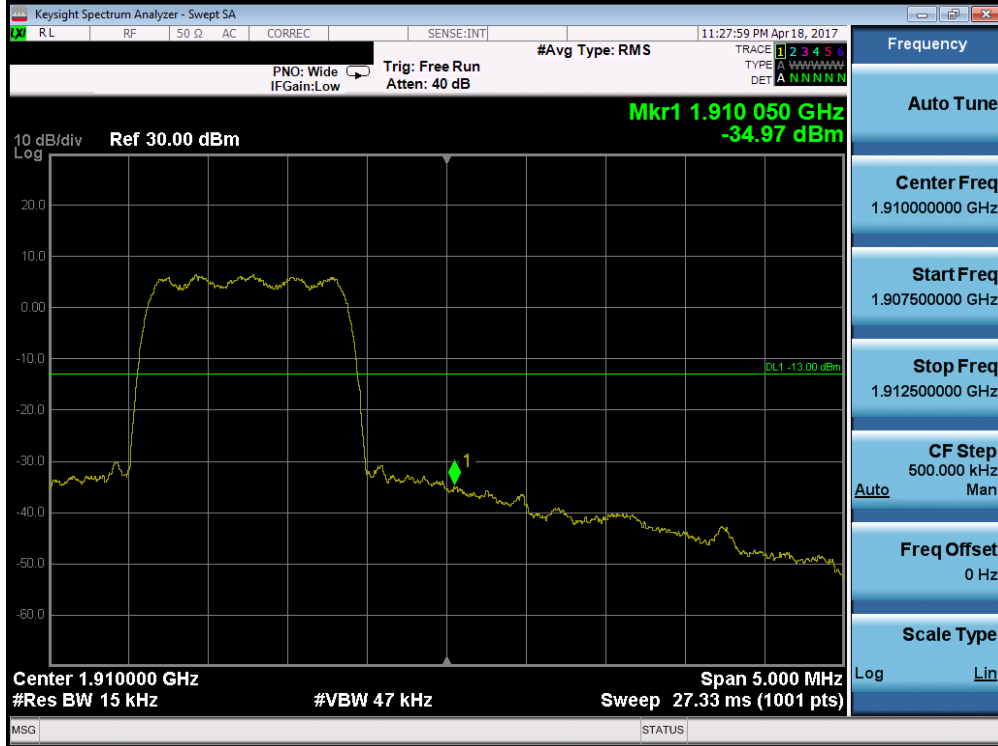 Keysight Spectrum Analyzer - Swept SA
LXI RL RF 50 Ω AC CORREC SENSE:INT 11:27:59 PM Apr 18, 2017
#Avg Type: RMS TRACE 1 2 3 4 5 6
PNO: Wide Trig: Free Run TYPE A WWWWW
IFGain:Low Atten: 40 dB DET A N N N N N
Mkr1 1.910 050 GHz
-34.97 dBm
10 dB/div Ref 30.00 dBm
Log
20.0
10.0
0.00
-10.0
DL1 -13.00 dBm
-20.0
-30.0
1
-40.0
-50.0
-60.0
Center 1.910000 GHz Span 5.000 MHz
#Res BW 15 kHz #VBW 47 kHz Sweep 27.33 ms (1001 pts)
MSG STATUS
Frequency
Auto Tune
Center Freq
1.910000000 GHz
Start Freq
1.907500000 GHz
Stop Freq
1.912500000 GHz
CF Step
500.000 kHz
Auto Man
Freq Offset
0 Hz
Scale Type
Log Lin